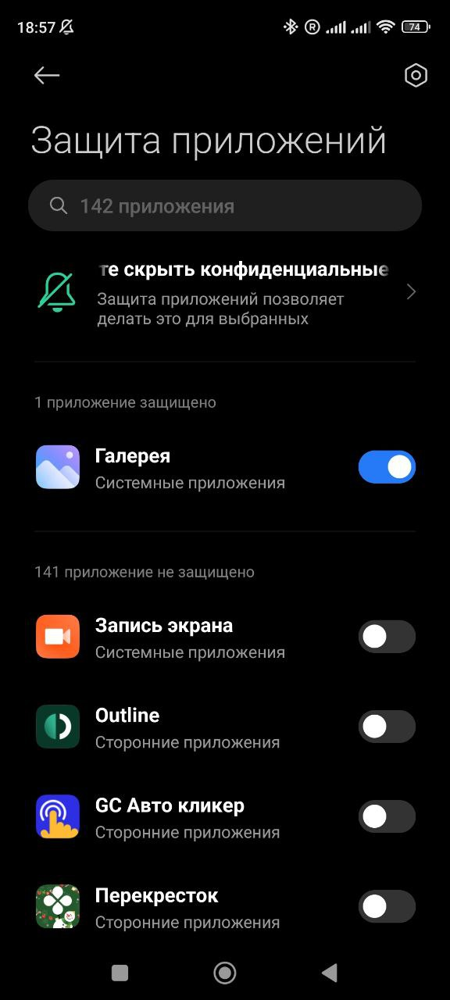 18:57
74
Защита приложений
142 приложения
те скрыть конфиденциальные
Защита приложений позволяет
делать это для выбранных
1 приложение защищено
Галерея
Системные приложения
141 приложение не защищено
Запись экрана
Системные приложения
Outline
Сторонние приложения
GC Авто кликер
Сторонние приложения
Перекресток
Сторонние приложения